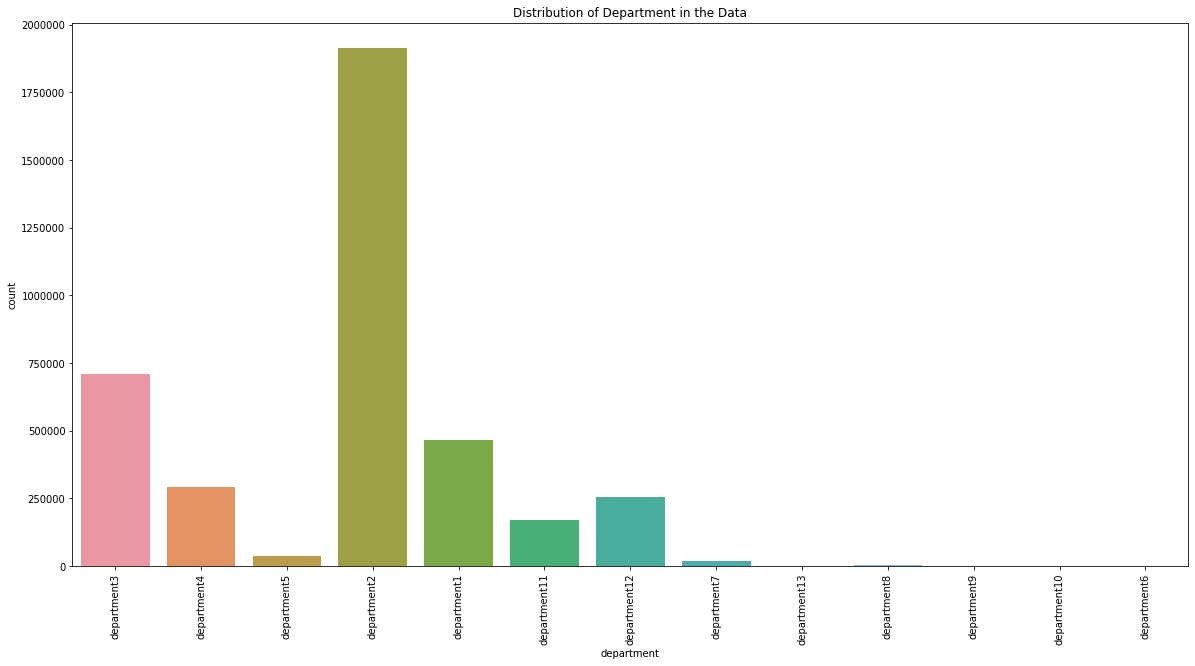 Distribution of Department in the Data
2000000
1750000
1500000
1250000
1000000
750000
500000
250000
0
count
department3
department4
department5
department2
department1
department11
department12
department7
department13
department8
department9
department10
department6
department